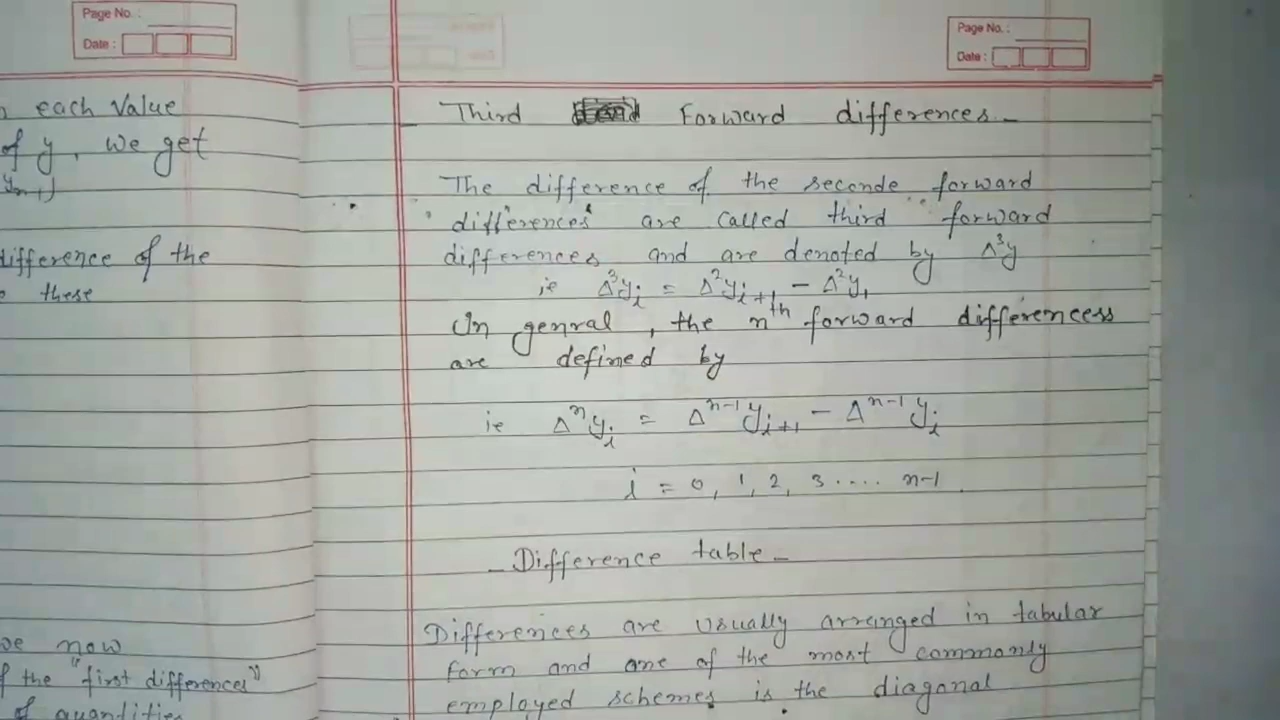 Page No. :
Date :
each value
of y, we get
difference of the
these
we now
of the "first differences"
of quantities
Page No. :
Date :
Third Forward differences -
The difference of the seconde forward
"differences" are called third forward
differences and are denoted by Δ³y
ie Δ³yᵢ = Δ²yᵢ₊₁ - Δ²y₁
In genral, the nᵗʰ forward differencess
are defined by
ie Δⁿyᵢ = Δⁿ⁻¹yᵢ₊₁ - Δⁿ⁻¹yᵢ
i = 0, 1, 2, 3 .... n-1.
- Difference table -
Differences are usually arranged in tabular
form and one of the most commonly
employed schemes is the diagonal